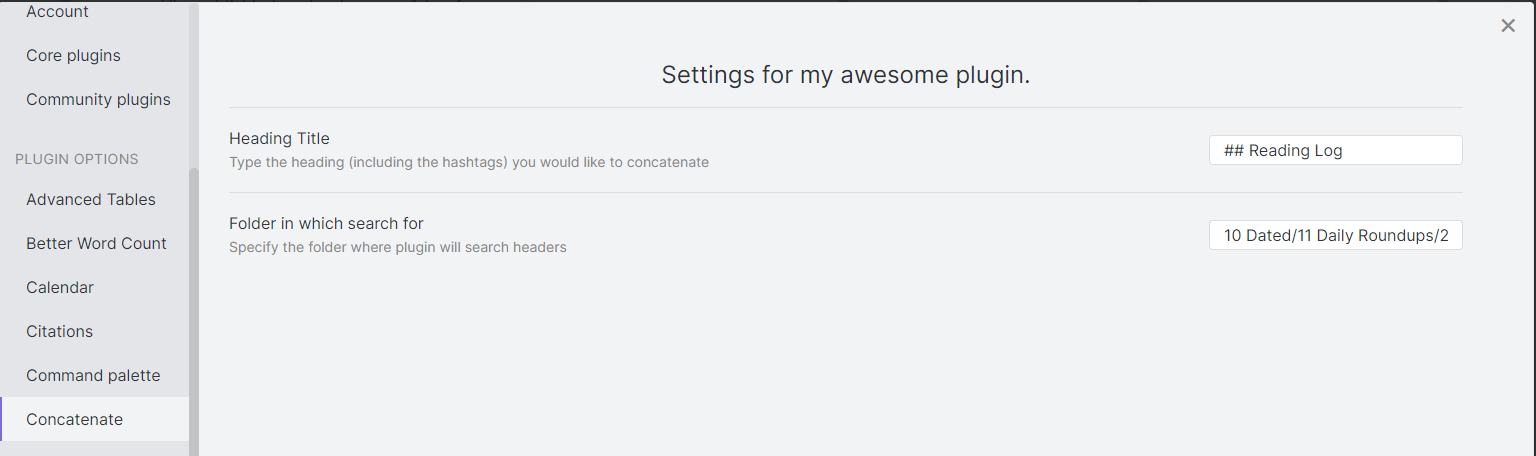 Account
Core plugins
Community plugins
PLUGIN OPTIONS
Advanced Tables
Better Word Count
Calendar
Citations
Command palette
Concatenate
Settings for my awesome plugin.
Heading Title
Type the heading (including the hashtags) you would like to concatenate
## Reading Log
Folder in which search for
Specify the folder where plugin will search headers
10 Dated/11 Daily Roundups/2